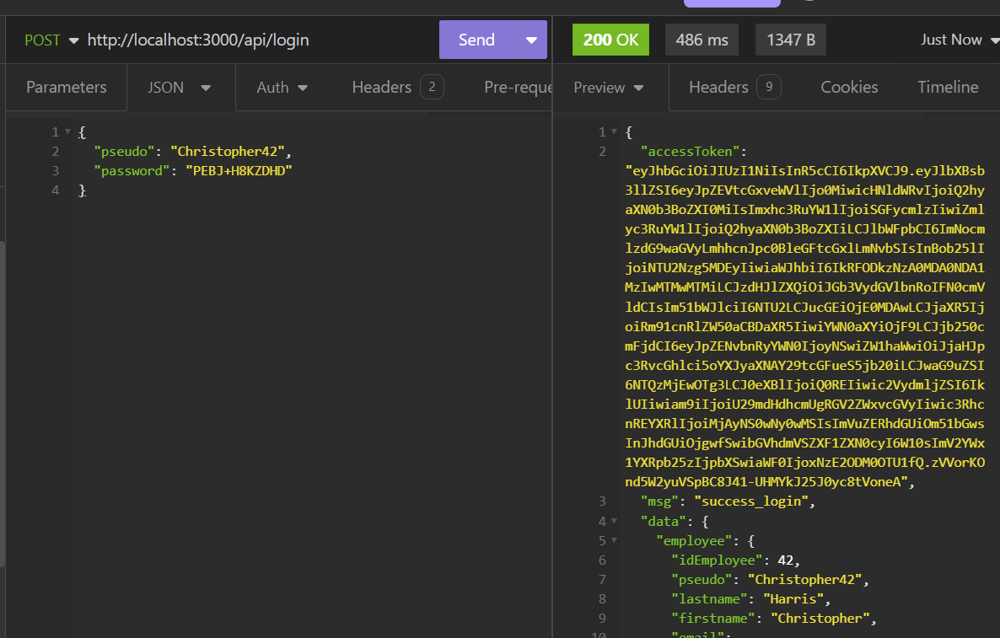 POST http://localhost:3000/api/login Send
200 OK 486 ms 1347 B Just Now
Parameters JSON Auth Headers 2 Pre-reque
Preview Headers 9 Cookies Timeline
1 {
2 "pseudo": "Christopher42",
3 "password": "PEBJ+H8KZDHD"
4 }
1 {
2 "accessToken":
"eyJhbGciOiJIUzI1NiIsInR5cCI6IkpXVCJ9.eyJlbXBsb
3llZSI6eyJpZEVtcGxveWVlIjo0MiwicHNldWRvIjoiQ2hy
aXN0b3BoZXI0MiIsImxhc3RuYW1lIjoiSGFycmlzIiwiZml
yc3RuYW1lIjoiQ2hyaXN0b3BoZXIiLCJlbWFpbCI6ImNocm
lzdG9waGVyLmhhcnJpc0BleGFtcGxlLmNvbSIsInBob25lI
joiNTU2Nzg5MDEyIiwiaWJhbiI6IkRFODkzNzA0MDA0NDA1
MzIwMTMwMTMiLCJzdHJlZXQiOiJGb3VydGVlbnRoIFN0cmV
ldCIsIm51bWJlciI6NTU2LCJucGEiOjE0MDAwLCJjaXR5Ij
oiRm91cnRlZW50aCBDaXR5IiwiYWN0aXYiOjF9LCJjb250c
mFjdCI6eyJpZENvbnRyYWN0IjoyNSwiZW1haWwiOiJjaHJp
c3RvcGhlci5oYXJyaXNAY29tcGFueS5jb20iLCJwaG9uZSI
6NTQzMjEwOTg3LCJ0eXBlIjoiQ0REIiwic2VydmljZSI6Ik
lUIiwiam9iIjoiU29mdHdhcmUgRGV2ZWxvcGVyIiwic3Rhc
nREYXRlIjoiMjAyNS0wNy0wMSIsImVuZERhdGUiOm51bGws
InJhdGUiOjgwfSwibGVhdmVSZXF1ZXN0cyI6W10sImV2YWx
1YXRpb25zIjpbXSwiaWF0IjoxNzE2ODM0OTU1fQ.zVVorKO
nd5W2yuVSpBC8J41-UHMYkJ25J0yc8tVoneA",
3 "msg": "success_login",
4 "data": {
5 "employee": {
6 "idEmployee": 42,
7 "pseudo": "Christopher42",
8 "lastname": "Harris",
9 "firstname": "Christopher",
10 "email":